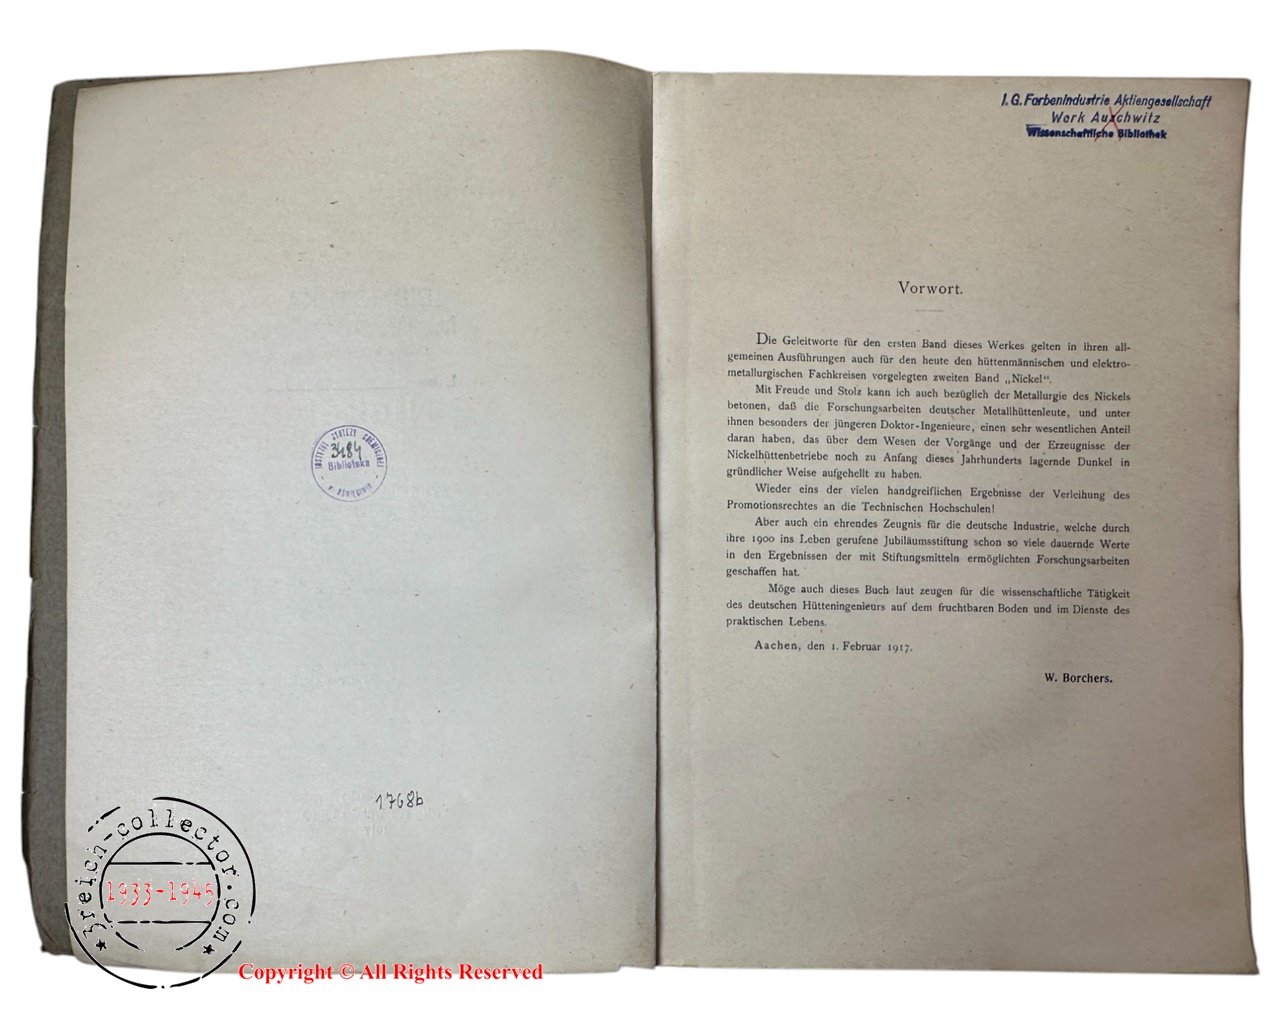 INSTYTUT SYNTEZY CHEMICZNEJ
3484
Biblioteka
W OŚWIĘCIMIU
1768b
I. G. Farbenindustrie Aktiengesellschaft
Werk Auschwitz
Wissenschaftliche Bibliothek
Vorwort.
Die Geleitworte für den ersten Band dieses Werkes gelten in ihren all-
gemeinen Ausführungen auch für den heute den hüttenmännischen und elektro-
metallurgischen Fachkreisen vorgelegten zweiten Band „Nickel“.
Mit Freude und Stolz kann ich auch bezüglich der Metallurgie des Nickels
betonen, daß die Forschungsarbeiten deutscher Metallhüttenleute, und unter
ihnen besonders der jüngeren Doktor-Ingenieure, einen sehr wesentlichen Anteil
daran haben, das über dem Wesen der Vorgänge und der Erzeugnisse der
Nickelhüttenbetriebe noch zu Anfang dieses Jahrhunderts lagernde Dunkel in
gründlicher Weise aufgehellt zu haben.
Wieder eins der vielen handgreiflichen Ergebnisse der Verleihung des
Promotionsrechtes an die Technischen Hochschulen!
Aber auch ein ehrendes Zeugnis für die deutsche Industrie, welche durch
ihre 1900 ins Leben gerufene Jubiläumsstiftung schon so viele dauernde Werte
in den Ergebnissen der mit Stiftungsmitteln ermöglichten Forschungsarbeiten
geschaffen hat.
Möge auch dieses Buch laut zeugen für die wissenschaftliche Tätigkeit
des deutschen Hütteningenieurs auf dem fruchtbaren Boden und im Dienste des
praktischen Lebens.
Aachen, den 1. Februar 1917.
W. Borchers.
3reich-collector.com
1933-1945
Copyright © All Rights Reserved